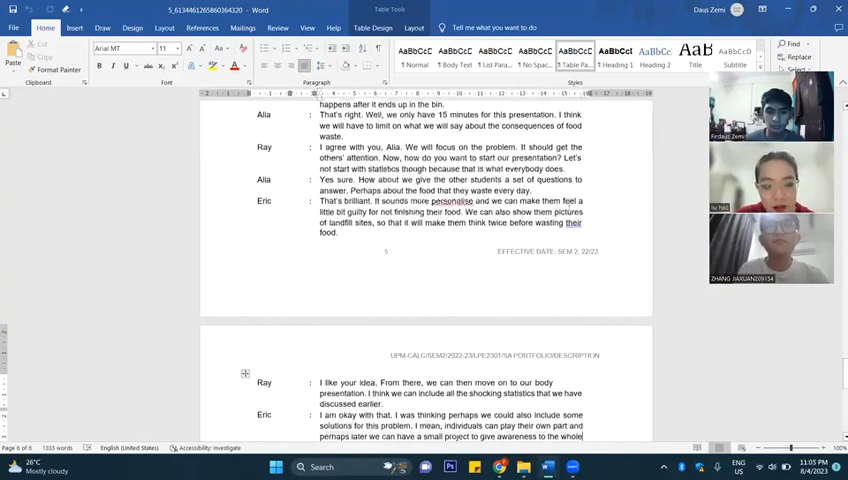 5_6134461265860364320 - Word
Table Tools
Daus Zemi
DZ
File
Home
Insert
Draw
Design
Layout
References
Mailings
Review
View
Help
Table Design
Layout
Tell me what you want to do
Paste
Cut
Copy
Format Painter
Clipboard
Arial MT
11
Font
Paragraph
¶ Normal
¶ Body Text
¶ List Para...
¶ No Spac...
¶ Table Pa...
Heading 1
Heading 2
Title
Subtitle
Styles
Find
Replace
happens after it ends up in the bin.
Alia : That's right. Well, we only have 15 minutes for this presentation. I think
we will have to limit on what we will say about the consequences of food
waste.
Ray : I agree with you, Alia. We will focus on the problem. It should get the
others' attention. Now, how do you want to start our presentation? Let's
not start with statistics though because that is what everybody does.
Alia : Yes sure. How about we give the other students a set of questions to
answer. Perhaps about the food that they waste every day.
Eric : That's brilliant. It sounds more personalise and we can make them feel a
little bit guilty for not finishing their food. We can also show them pictures
of landfill sites, so that it will make them think twice before wasting their
food.
5
EFFECTIVE DATE: SEM 2, 22/23
UPM-CALC/SEM2/2022-23/LPE2301/SA PORTFOLIO/DESCRIPTION
Ray : I like your idea. From there, we can then move on to our body
presentation. I think we can include all the shocking statistics that we have
discussed earlier.
Eric : I am okay with that. I was thinking perhaps we could also include some
solutions for this problem. I mean, individuals can play their own part and
perhaps later we can have a small project to give awareness to the whole
Firdaus Zemi
liu hao
ZHANG JIAXUAN209154
Page 6 of 6
1333 words
English (United States)
Accessibility: Investigate
100%
26°C
Mostly cloudy
Search
ENG
US
11:05 PM
8/4/2023